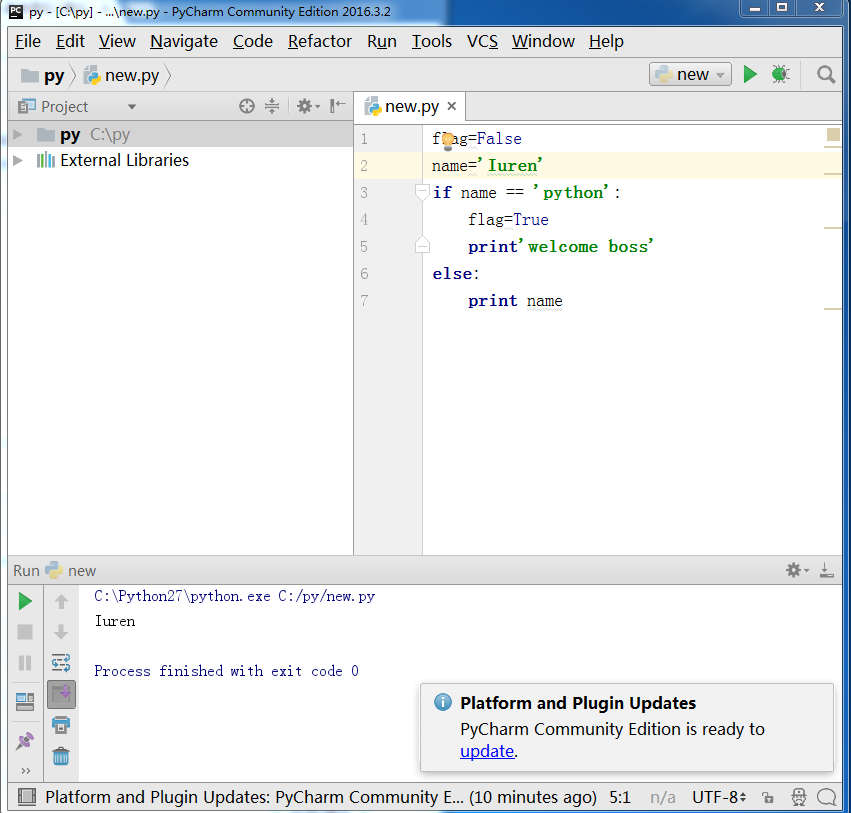 PC py - [C:\py] - ...\new.py - PyCharm Community Edition 2016.3.2
File Edit View Navigate Code Refactor Run Tools VCS Window Help
py new.py new
Project new.py
py C:\py
External Libraries
1 flag=False
2 name='Iuren'
3 if name == 'python':
4 flag=True
5 print'welcome boss'
6 else:
7 print name
Run new
C:\Python27\python.exe C:/py/new.py
Iuren
Process finished with exit code 0
Platform and Plugin Updates
PyCharm Community Edition is ready to
update.
Platform and Plugin Updates: PyCharm Community E... (10 minutes ago) 5:1 n/a UTF-8